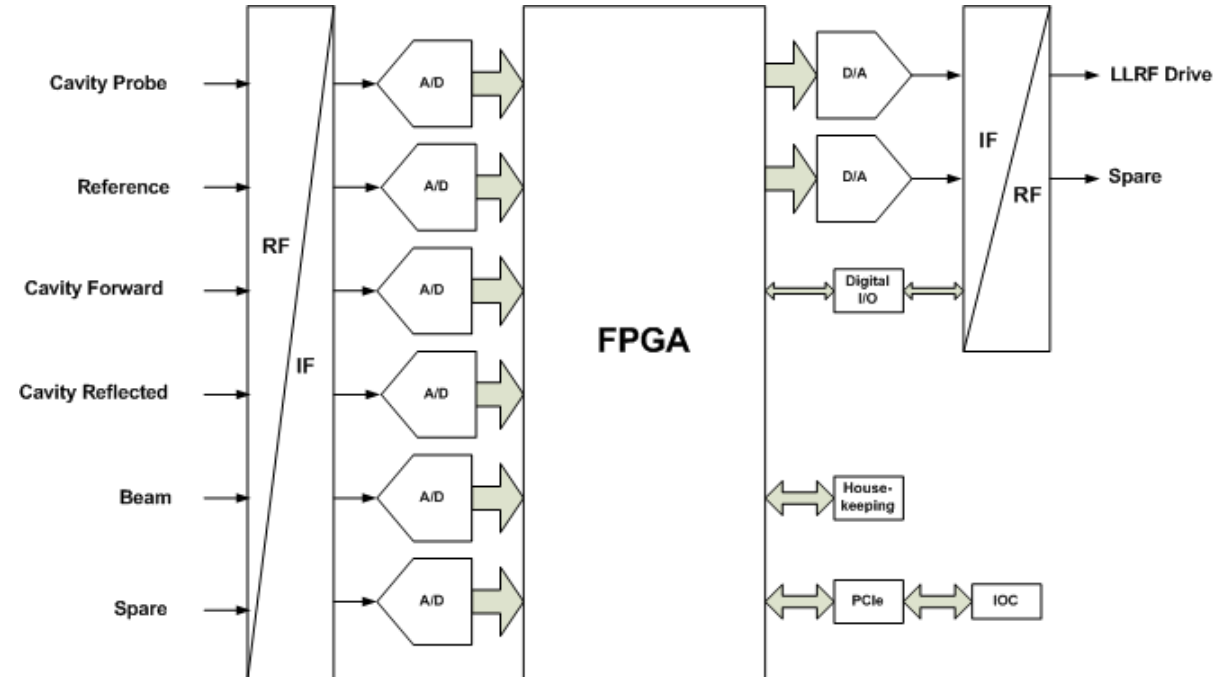 Cavity Probe
Reference
Cavity Forward
Cavity Reflected
Beam
Spare
RF
IF
A/D
A/D
A/D
A/D
A/D
A/D
FPGA
D/A
D/A
Digital
I/O
House-
keeping
PCIe
IOC
IF
RF
LLRF Drive
Spare